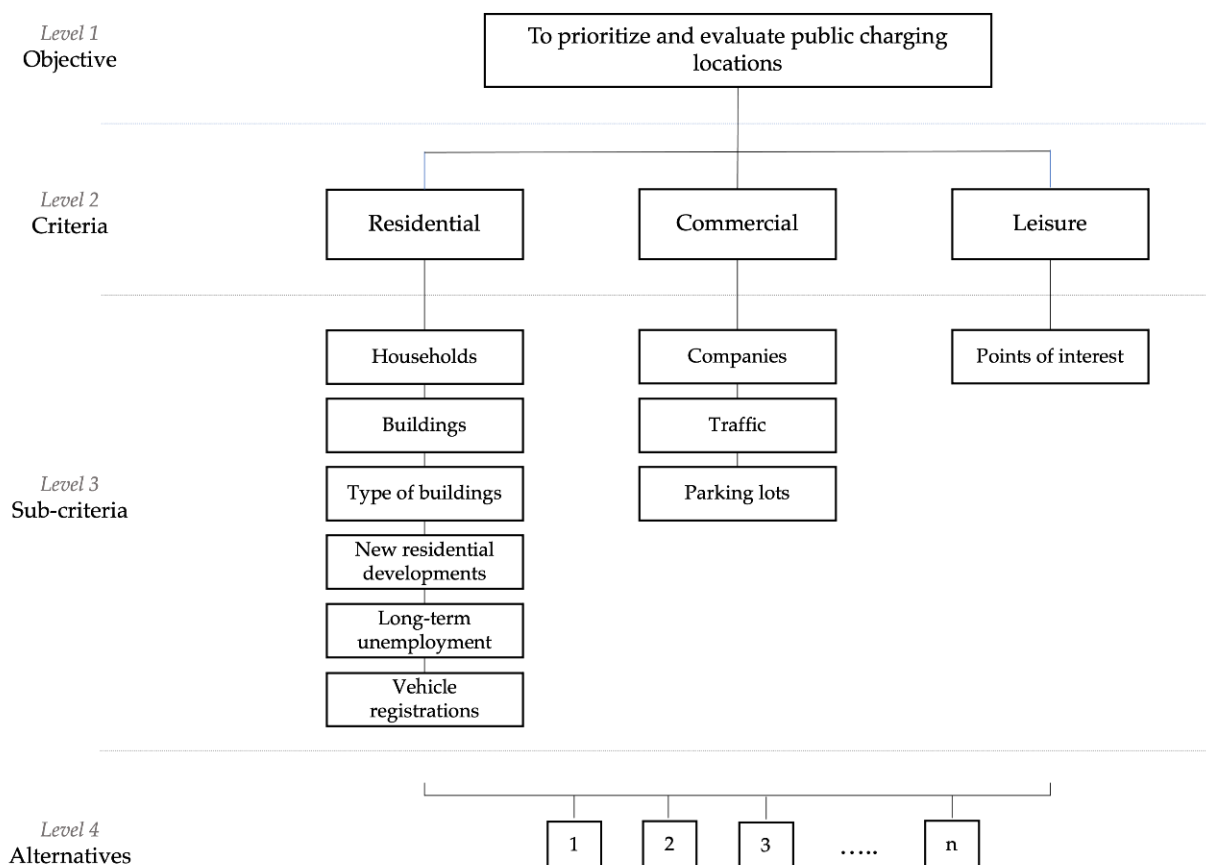 Level 1
Objective
To prioritize and evaluate public charging
locations
Level 2
Criteria
Residential
Commercial
Leisure
Level 3
Sub-criteria
Households
Companies
Points of interest
Buildings
Traffic
Type of buildings
Parking lots
New residential
developments
Long-term
unemployment
Vehicle
registrations
Level 4
Alternatives
1
2
3
.....
n